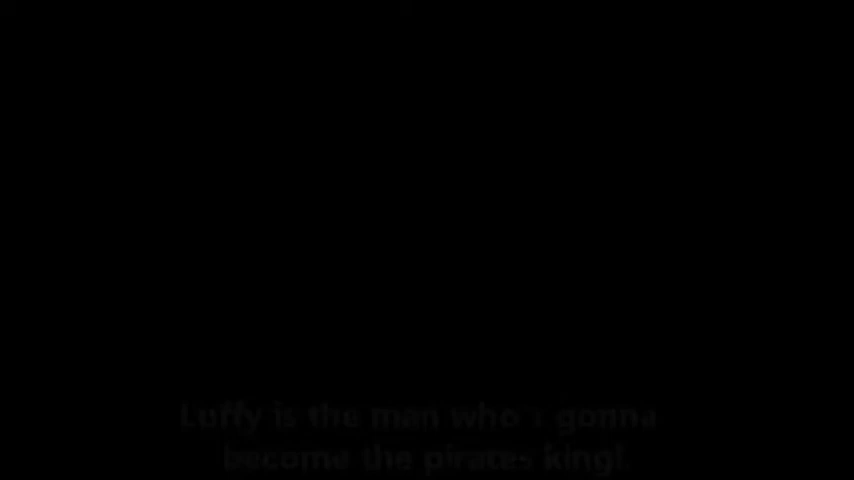 Luffy is the man who's gonna
become the pirates king!.